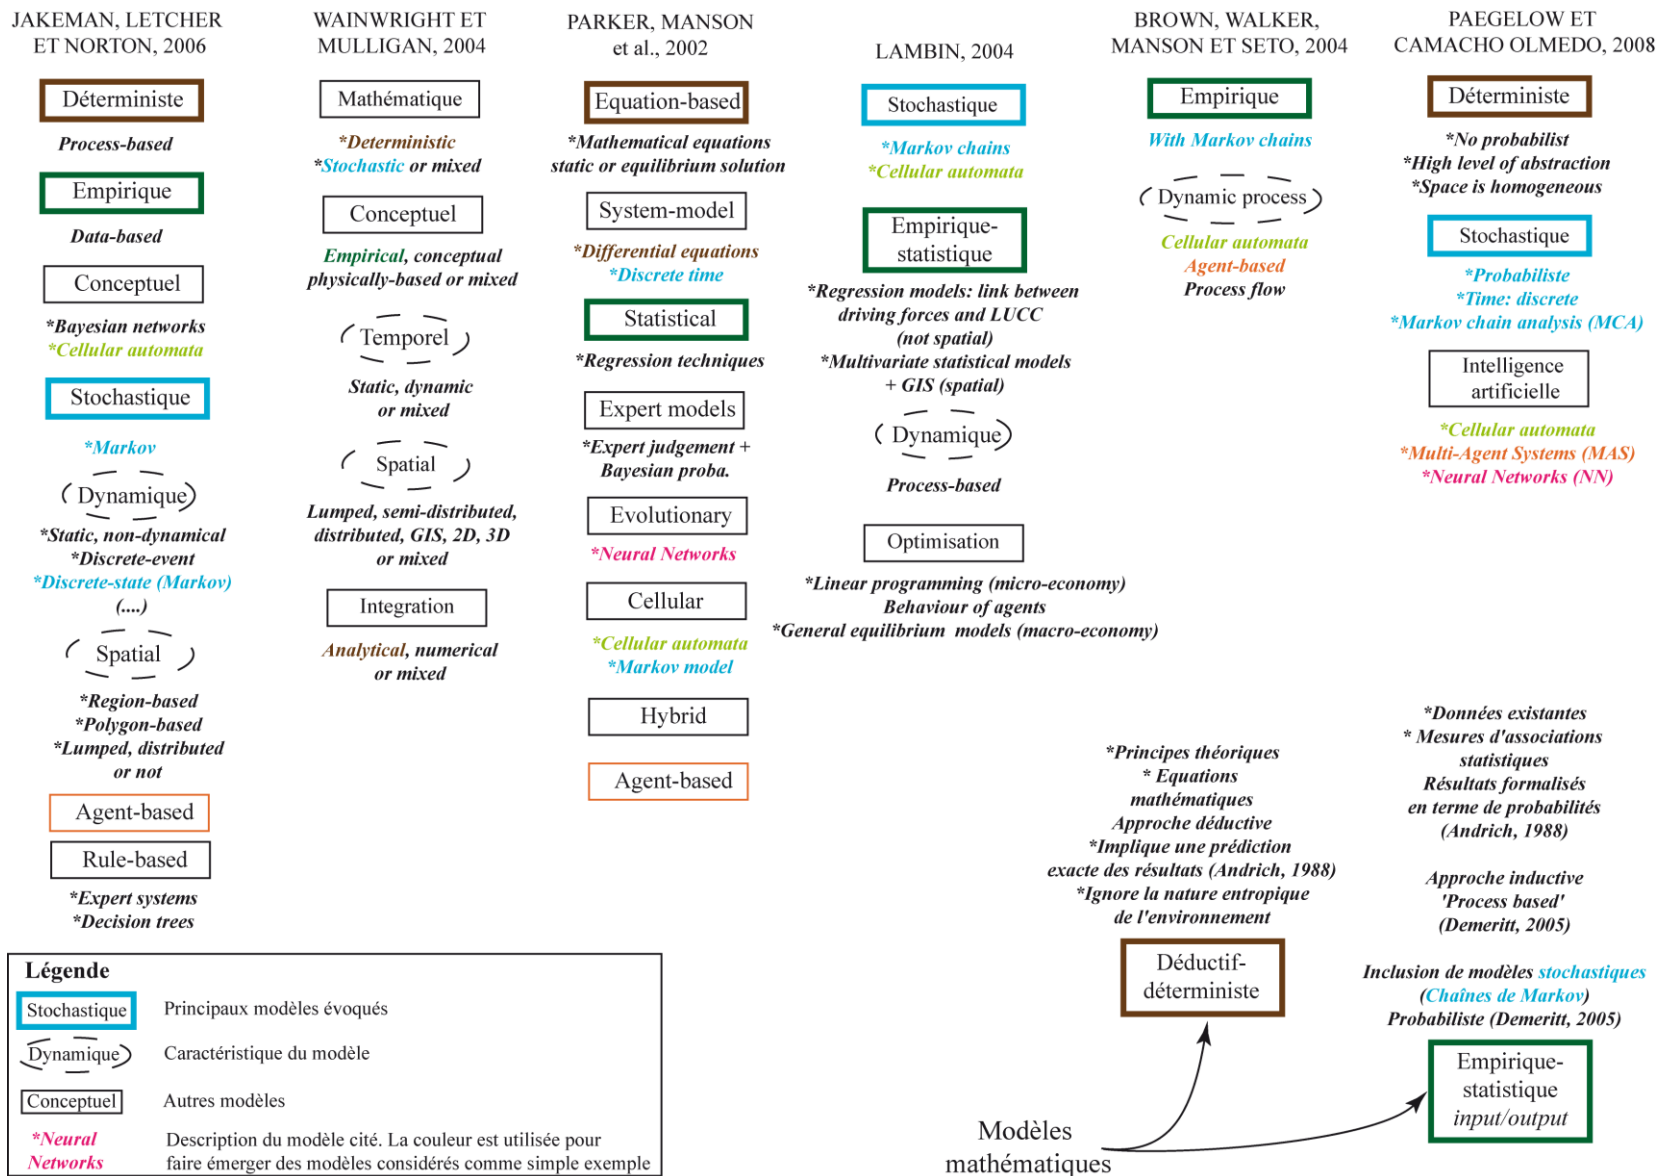 JAKEMAN, LETCHER
ET NORTON, 2006
Déterministe
Process-based
Empirique
Data-based
Conceptuel
*Bayesian networks
*Cellular automata
Stochastique
*Markov
Dynamique
*Static, non-dynamical
*Discrete-event
*Discrete-state (Markov)
(....)
Spatial
*Region-based
*Polygon-based
*Lumped, distributed
or not
Agent-based
Rule-based
*Expert systems
*Decision trees
WAINWRIGHT ET
MULLIGAN, 2004
Mathématique
*Deterministic
*Stochastic or mixed
Conceptuel
Empirical, conceptual
physically-based or mixed
Temporel
Static, dynamic
or mixed
Spatial
Lumped, semi-distributed,
distributed, GIS, 2D, 3D
or mixed
Integration
Analytical, numerical
or mixed
PARKER, MANSON
et al., 2002
Equation-based
*Mathematical equations
static or equilibrium solution
System-model
*Differential equations
*Discrete time
Statistical
*Regression techniques
Expert models
*Expert judgement +
Bayesian proba.
Evolutionary
*Neural Networks
Cellular
*Cellular automata
*Markov model
Hybrid
Agent-based
LAMBIN, 2004
Stochastique
*Markov chains
*Cellular automata
Empirique-
statistique
*Regression models: link between
driving forces and LUCC
(not spatial)
*Multivariate statistical models
+ GIS (spatial)
Dynamique
Process-based
Optimisation
*Linear programming (micro-economy)
Behaviour of agents
*General equilibrium models (macro-economy)
BROWN, WALKER,
MANSON ET SETO, 2004
Empirique
With Markov chains
Dynamic process
Cellular automata
Agent-based
Process flow
PAEGELOW ET
CAMACHO OLMEDO, 2008
Déterministe
*No probabilist
*High level of abstraction
*Space is homogeneous
Stochastique
*Probabiliste
*Time: discrete
*Markov chain analysis (MCA)
Intelligence
artificielle
*Cellular automata
*Multi-Agent Systems (MAS)
*Neural Networks (NN)
*Principes théoriques
* Equations
mathématiques
Approche déductive
*Implique une prédiction
exacte des résultats (Andrich, 1988)
*Ignore la nature entropique
de l'environnement
Déductif-
déterministe
*Données existantes
* Mesures d'associations
statistiques
Résultats formalisés
en terme de probabilités
(Andrich, 1988)
Approche inductive
'Process based'
(Demeritt, 2005)
Inclusion de modèles stochastiques
(Chaînes de Markov)
Probabiliste (Demeritt, 2005)
Empirique-
statistique
input/output
Modèles
mathématiques
Légende
Stochastique
Principaux modèles évoqués
Dynamique
Caractéristique du modèle
Conceptuel
Autres modèles
*Neural
Networks
Description du modèle cité. La couleur est utilisée pour
faire émerger des modèles considérés comme simple exemple